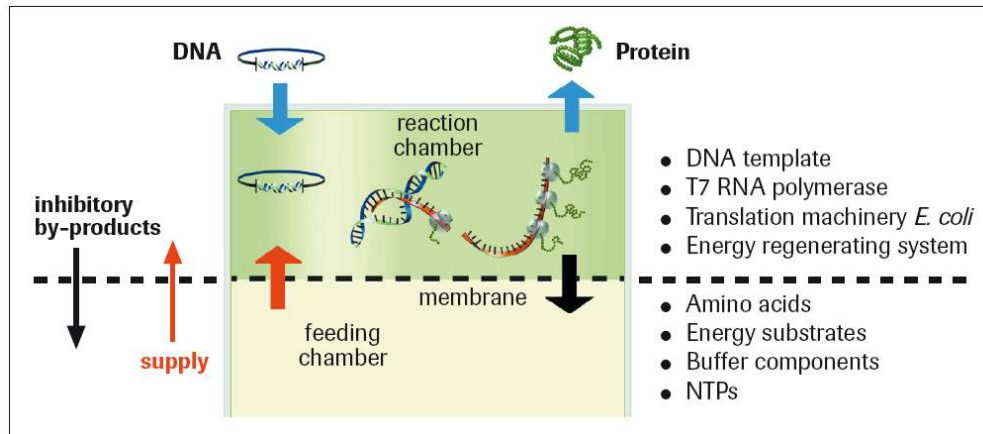 DNA
Protein
reaction
chamber
• DNA template
• T7 RNA polymerase
• Translation machinery E. coli
• Energy regenerating system
inhibitory
by-products
membrane
feeding
chamber
supply
• Amino acids
• Energy substrates
• Buffer components
• NTPs